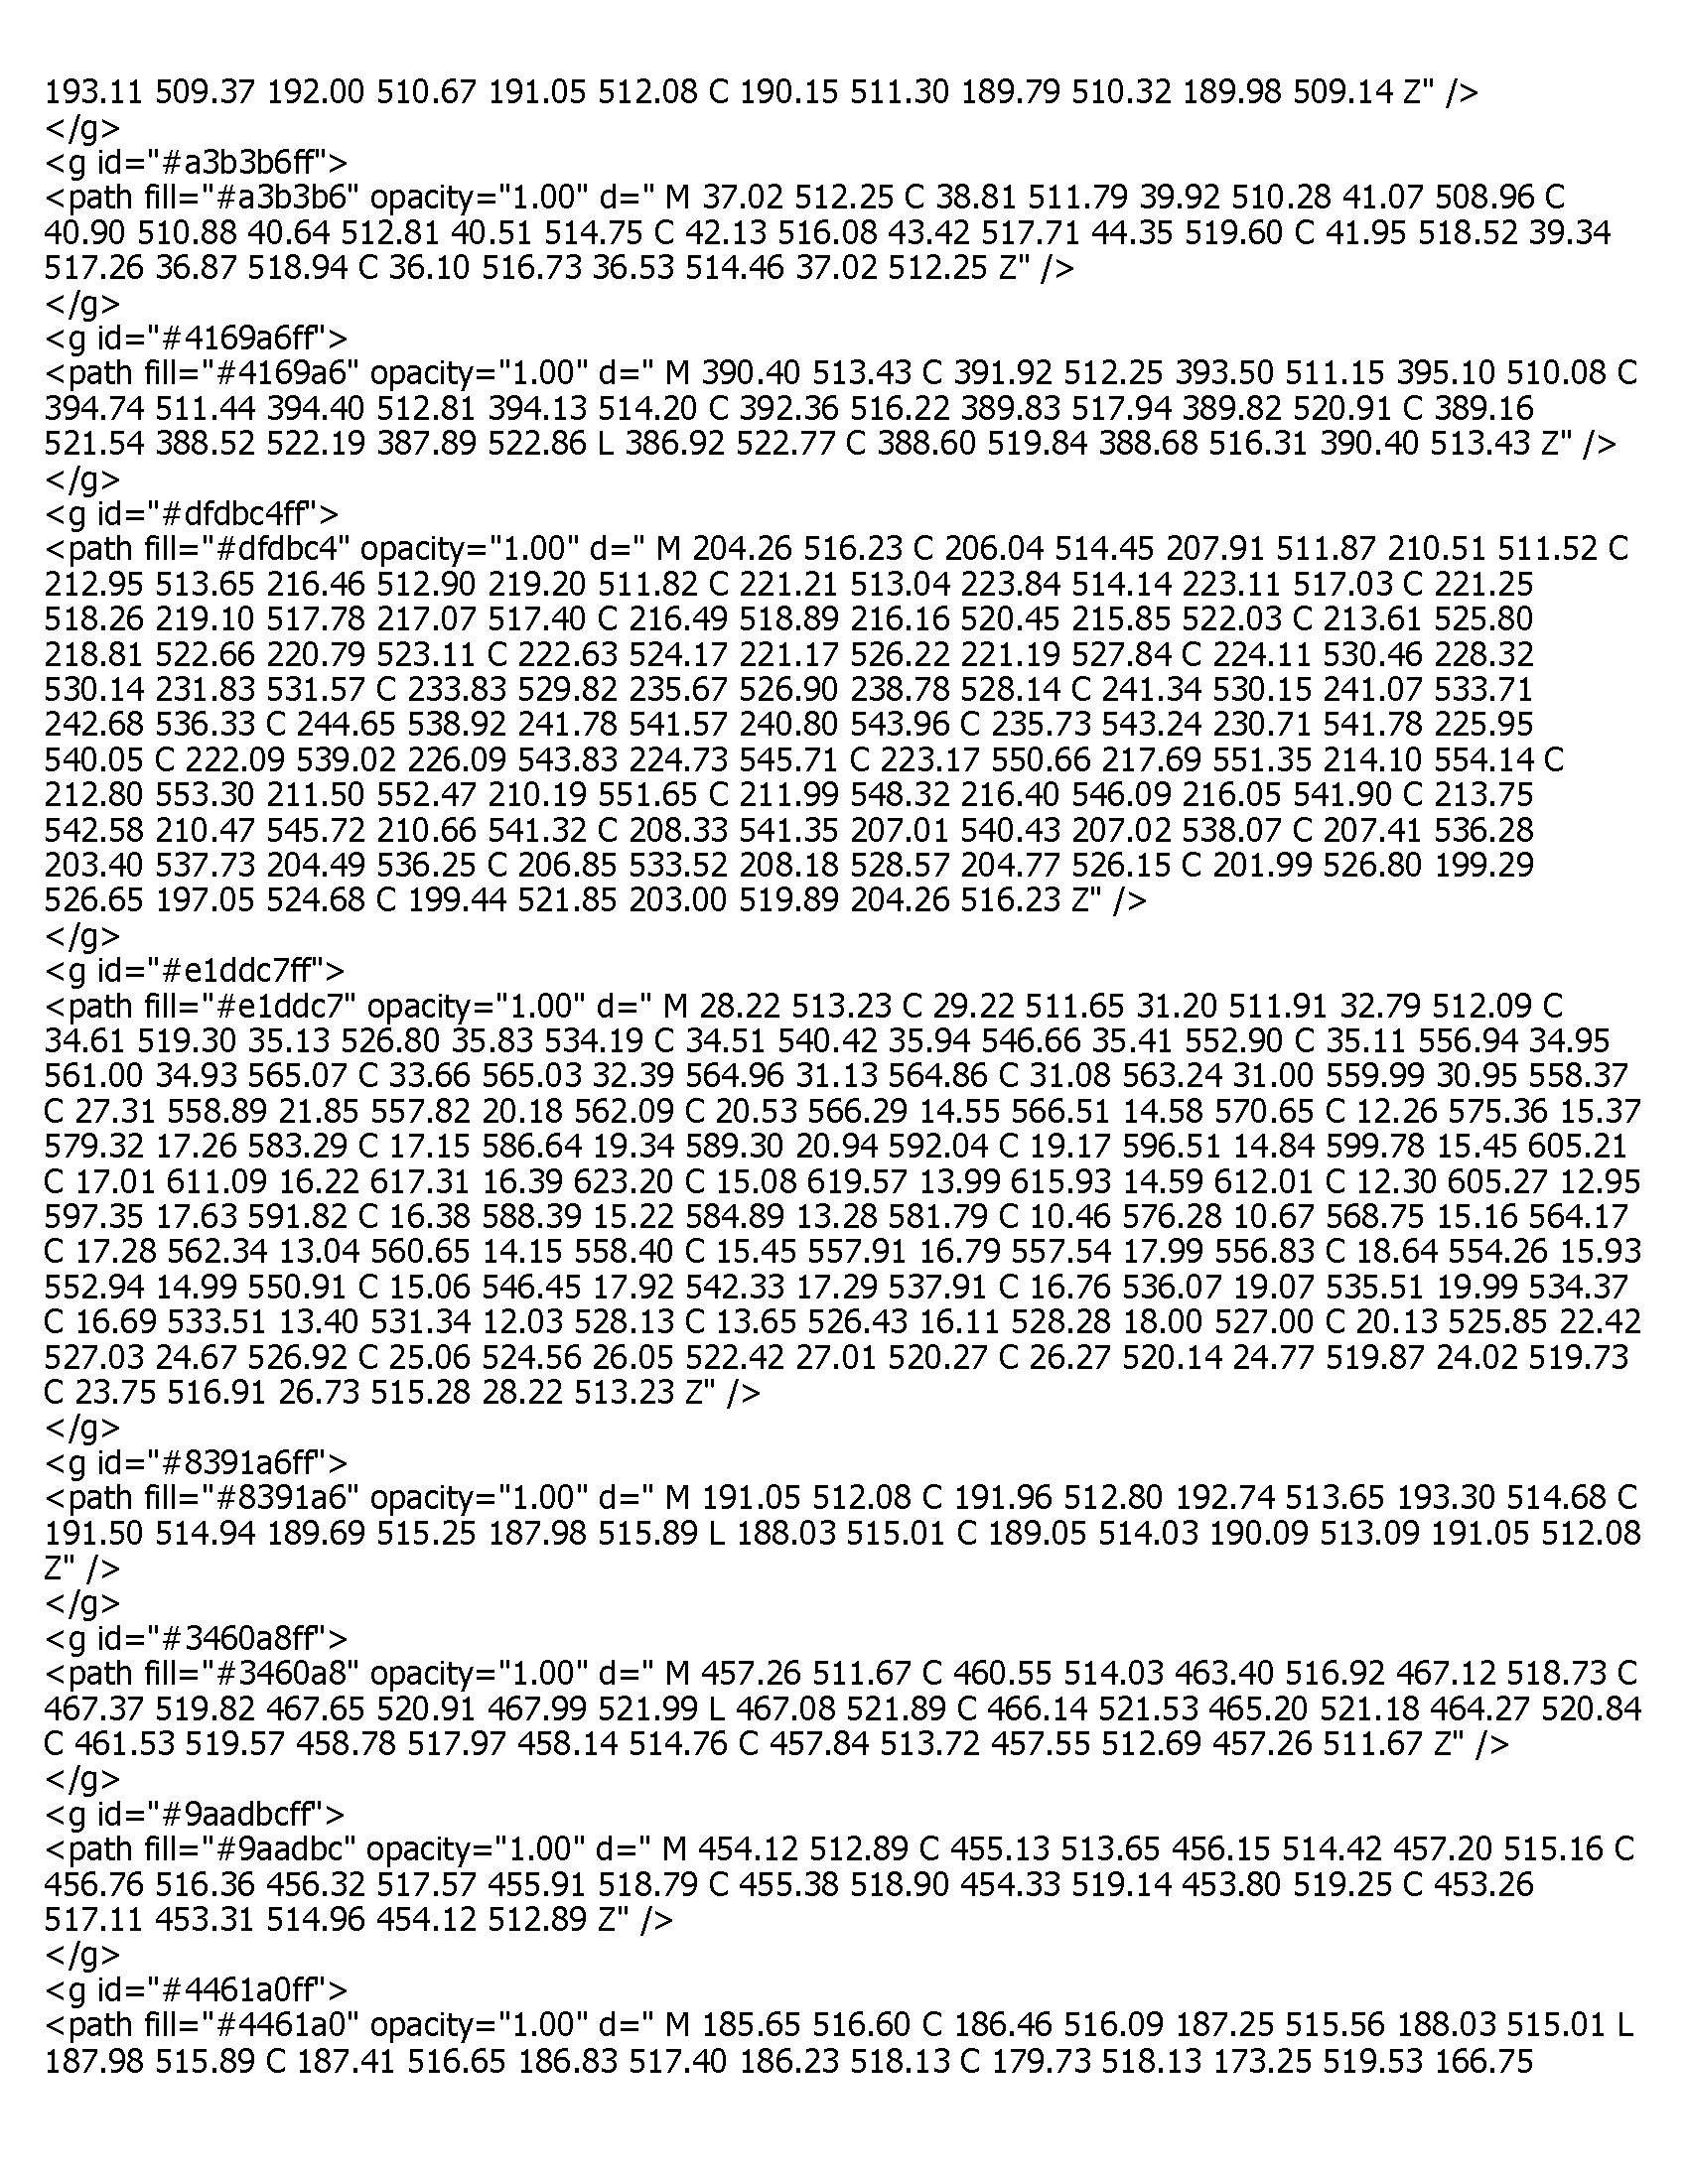 193.11 509.37 192.00 510.67 191.05 512.08 C 190.15 511.30 189.79 510.32 189.98 509.14 Z" />
</g>
<g id="#a3b3b6ff">
<path fill="#a3b3b6" opacity="1.00" d=" M 37.02 512.25 C 38.81 511.79 39.92 510.28 41.07 508.96 C
40.90 510.88 40.64 512.81 40.51 514.75 C 42.13 516.08 43.42 517.71 44.35 519.60 C 41.95 518.52 39.34
517.26 36.87 518.94 C 36.10 516.73 36.53 514.46 37.02 512.25 Z" />
</g>
<g id="#4169a6ff">
<path fill="#4169a6" opacity="1.00" d=" M 390.40 513.43 C 391.92 512.25 393.50 511.15 395.10 510.08 C
394.74 511.44 394.40 512.81 394.13 514.20 C 392.36 516.22 389.83 517.94 389.82 520.91 C 389.16
521.54 388.52 522.19 387.89 522.86 L 386.92 522.77 C 388.60 519.84 388.68 516.31 390.40 513.43 Z" />
</g>
<g id="#dfdbc4ff">
<path fill="#dfdbc4" opacity="1.00" d=" M 204.26 516.23 C 206.04 514.45 207.91 511.87 210.51 511.52 C
212.95 513.65 216.46 512.90 219.20 511.82 C 221.21 513.04 223.84 514.14 223.11 517.03 C 221.25
518.26 219.10 517.78 217.07 517.40 C 216.49 518.89 216.16 520.45 215.85 522.03 C 213.61 525.80
218.81 522.66 220.79 523.11 C 222.63 524.17 221.17 526.22 221.19 527.84 C 224.11 530.46 228.32
530.14 231.83 531.57 C 233.83 529.82 235.67 526.90 238.78 528.14 C 241.34 530.15 241.07 533.71
242.68 536.33 C 244.65 538.92 241.78 541.57 240.80 543.96 C 235.73 543.24 230.71 541.78 225.95
540.05 C 222.09 539.02 226.09 543.83 224.73 545.71 C 223.17 550.66 217.69 551.35 214.10 554.14 C
212.80 553.30 211.50 552.47 210.19 551.65 C 211.99 548.32 216.40 546.09 216.05 541.90 C 213.75
542.58 210.47 545.72 210.66 541.32 C 208.33 541.35 207.01 540.43 207.02 538.07 C 207.41 536.28
203.40 537.73 204.49 536.25 C 206.85 533.52 208.18 528.57 204.77 526.15 C 201.99 526.80 199.29
526.65 197.05 524.68 C 199.44 521.85 203.00 519.89 204.26 516.23 Z" />
</g>
<g id="#e1ddc7ff">
<path fill="#e1ddc7" opacity="1.00" d=" M 28.22 513.23 C 29.22 511.65 31.20 511.91 32.79 512.09 C
34.61 519.30 35.13 526.80 35.83 534.19 C 34.51 540.42 35.94 546.66 35.41 552.90 C 35.11 556.94 34.95
561.00 34.93 565.07 C 33.66 565.03 32.39 564.96 31.13 564.86 C 31.08 563.24 31.00 559.99 30.95 558.37
C 27.31 558.89 21.85 557.82 20.18 562.09 C 20.53 566.29 14.55 566.51 14.58 570.65 C 12.26 575.36 15.37
579.32 17.26 583.29 C 17.15 586.64 19.34 589.30 20.94 592.04 C 19.17 596.51 14.84 599.78 15.45 605.21
C 17.01 611.09 16.22 617.31 16.39 623.20 C 15.08 619.57 13.99 615.93 14.59 612.01 C 12.30 605.27 12.95
597.35 17.63 591.82 C 16.38 588.39 15.22 584.89 13.28 581.79 C 10.46 576.28 10.67 568.75 15.16 564.17
C 17.28 562.34 13.04 560.65 14.15 558.40 C 15.45 557.91 16.79 557.54 17.99 556.83 C 18.64 554.26 15.93
552.94 14.99 550.91 C 15.06 546.45 17.92 542.33 17.29 537.91 C 16.76 536.07 19.07 535.51 19.99 534.37
C 16.69 533.51 13.40 531.34 12.03 528.13 C 13.65 526.43 16.11 528.28 18.00 527.00 C 20.13 525.85 22.42
527.03 24.67 526.92 C 25.06 524.56 26.05 522.42 27.01 520.27 C 26.27 520.14 24.77 519.87 24.02 519.73
C 23.75 516.91 26.73 515.28 28.22 513.23 Z" />
</g>
<g id="#8391a6ff">
<path fill="#8391a6" opacity="1.00" d=" M 191.05 512.08 C 191.96 512.80 192.74 513.65 193.30 514.68 C
191.50 514.94 189.69 515.25 187.98 515.89 L 188.03 515.01 C 189.05 514.03 190.09 513.09 191.05 512.08
Z" />
</g>
<g id="#3460a8ff">
<path fill="#3460a8" opacity="1.00" d=" M 457.26 511.67 C 460.55 514.03 463.40 516.92 467.12 518.73 C
467.37 519.82 467.65 520.91 467.99 521.99 L 467.08 521.89 C 466.14 521.53 465.20 521.18 464.27 520.84
C 461.53 519.57 458.78 517.97 458.14 514.76 C 457.84 513.72 457.55 512.69 457.26 511.67 Z" />
</g>
<g id="#9aadbcff">
<path fill="#9aadbc" opacity="1.00" d=" M 454.12 512.89 C 455.13 513.65 456.15 514.42 457.20 515.16 C
456.76 516.36 456.32 517.57 455.91 518.79 C 455.38 518.90 454.33 519.14 453.80 519.25 C 453.26
517.11 453.31 514.96 454.12 512.89 Z" />
</g>
<g id="#4461a0ff">
<path fill="#4461a0" opacity="1.00" d=" M 185.65 516.60 C 186.46 516.09 187.25 515.56 188.03 515.01 L
187.98 515.89 C 187.41 516.65 186.83 517.40 186.23 518.13 C 179.73 518.13 173.25 519.53 166.75